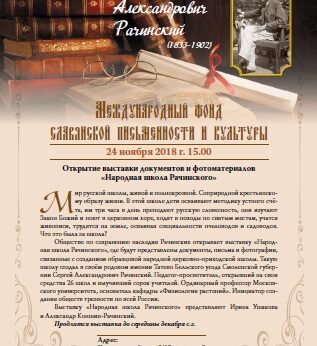 Александрович
Рачинский
(1833–1902)
Международный фонд
славянской письменности и культуры
24 ноября 2018 г. 15.00
Открытие выставки документов и фотоматериалов
«Народная школа Рачинского»
Мир русской школы, живой и полнокровной. Соприродной крестьянско-
му образу жизни. В этой школе дети осваивают методику устного счё-
та, им три часа в день преподают русскую словесность, они изучают
Закон Божий и поют в церковном хоре, ходят в походы по святым местам, учатся
живописи, трудятся на земле, осваивая специальности пчеловодов и садоводов.
Что это была за школа?
Общество по сохранению наследия Рачинских открывает выставку «Народ-
ная школа Рачинского», где будут представлены документы, письма и фотографии,
связанные с созданием образцовой народной церковно-приходской школы. Такую
школу создал в своём родовом имении Татево Бельского уезда Смоленской губер-
нии Сергей Александрович Рачинский. Педагог-просветитель, открывший на свои
средства 26 школ и выучивший сорок учителей. Ординарный профессор Москов-
ского университета, основатель кафедры «Физиология растений». Инициатор соз-
дания обществ трезвости по всей России.
Выставку «Народная школа Рачинского» представляют Ирина Ушакова
и Александр Коншин-Рачинский.
Продлится выставка до середины декабря с.г.
Адрес: